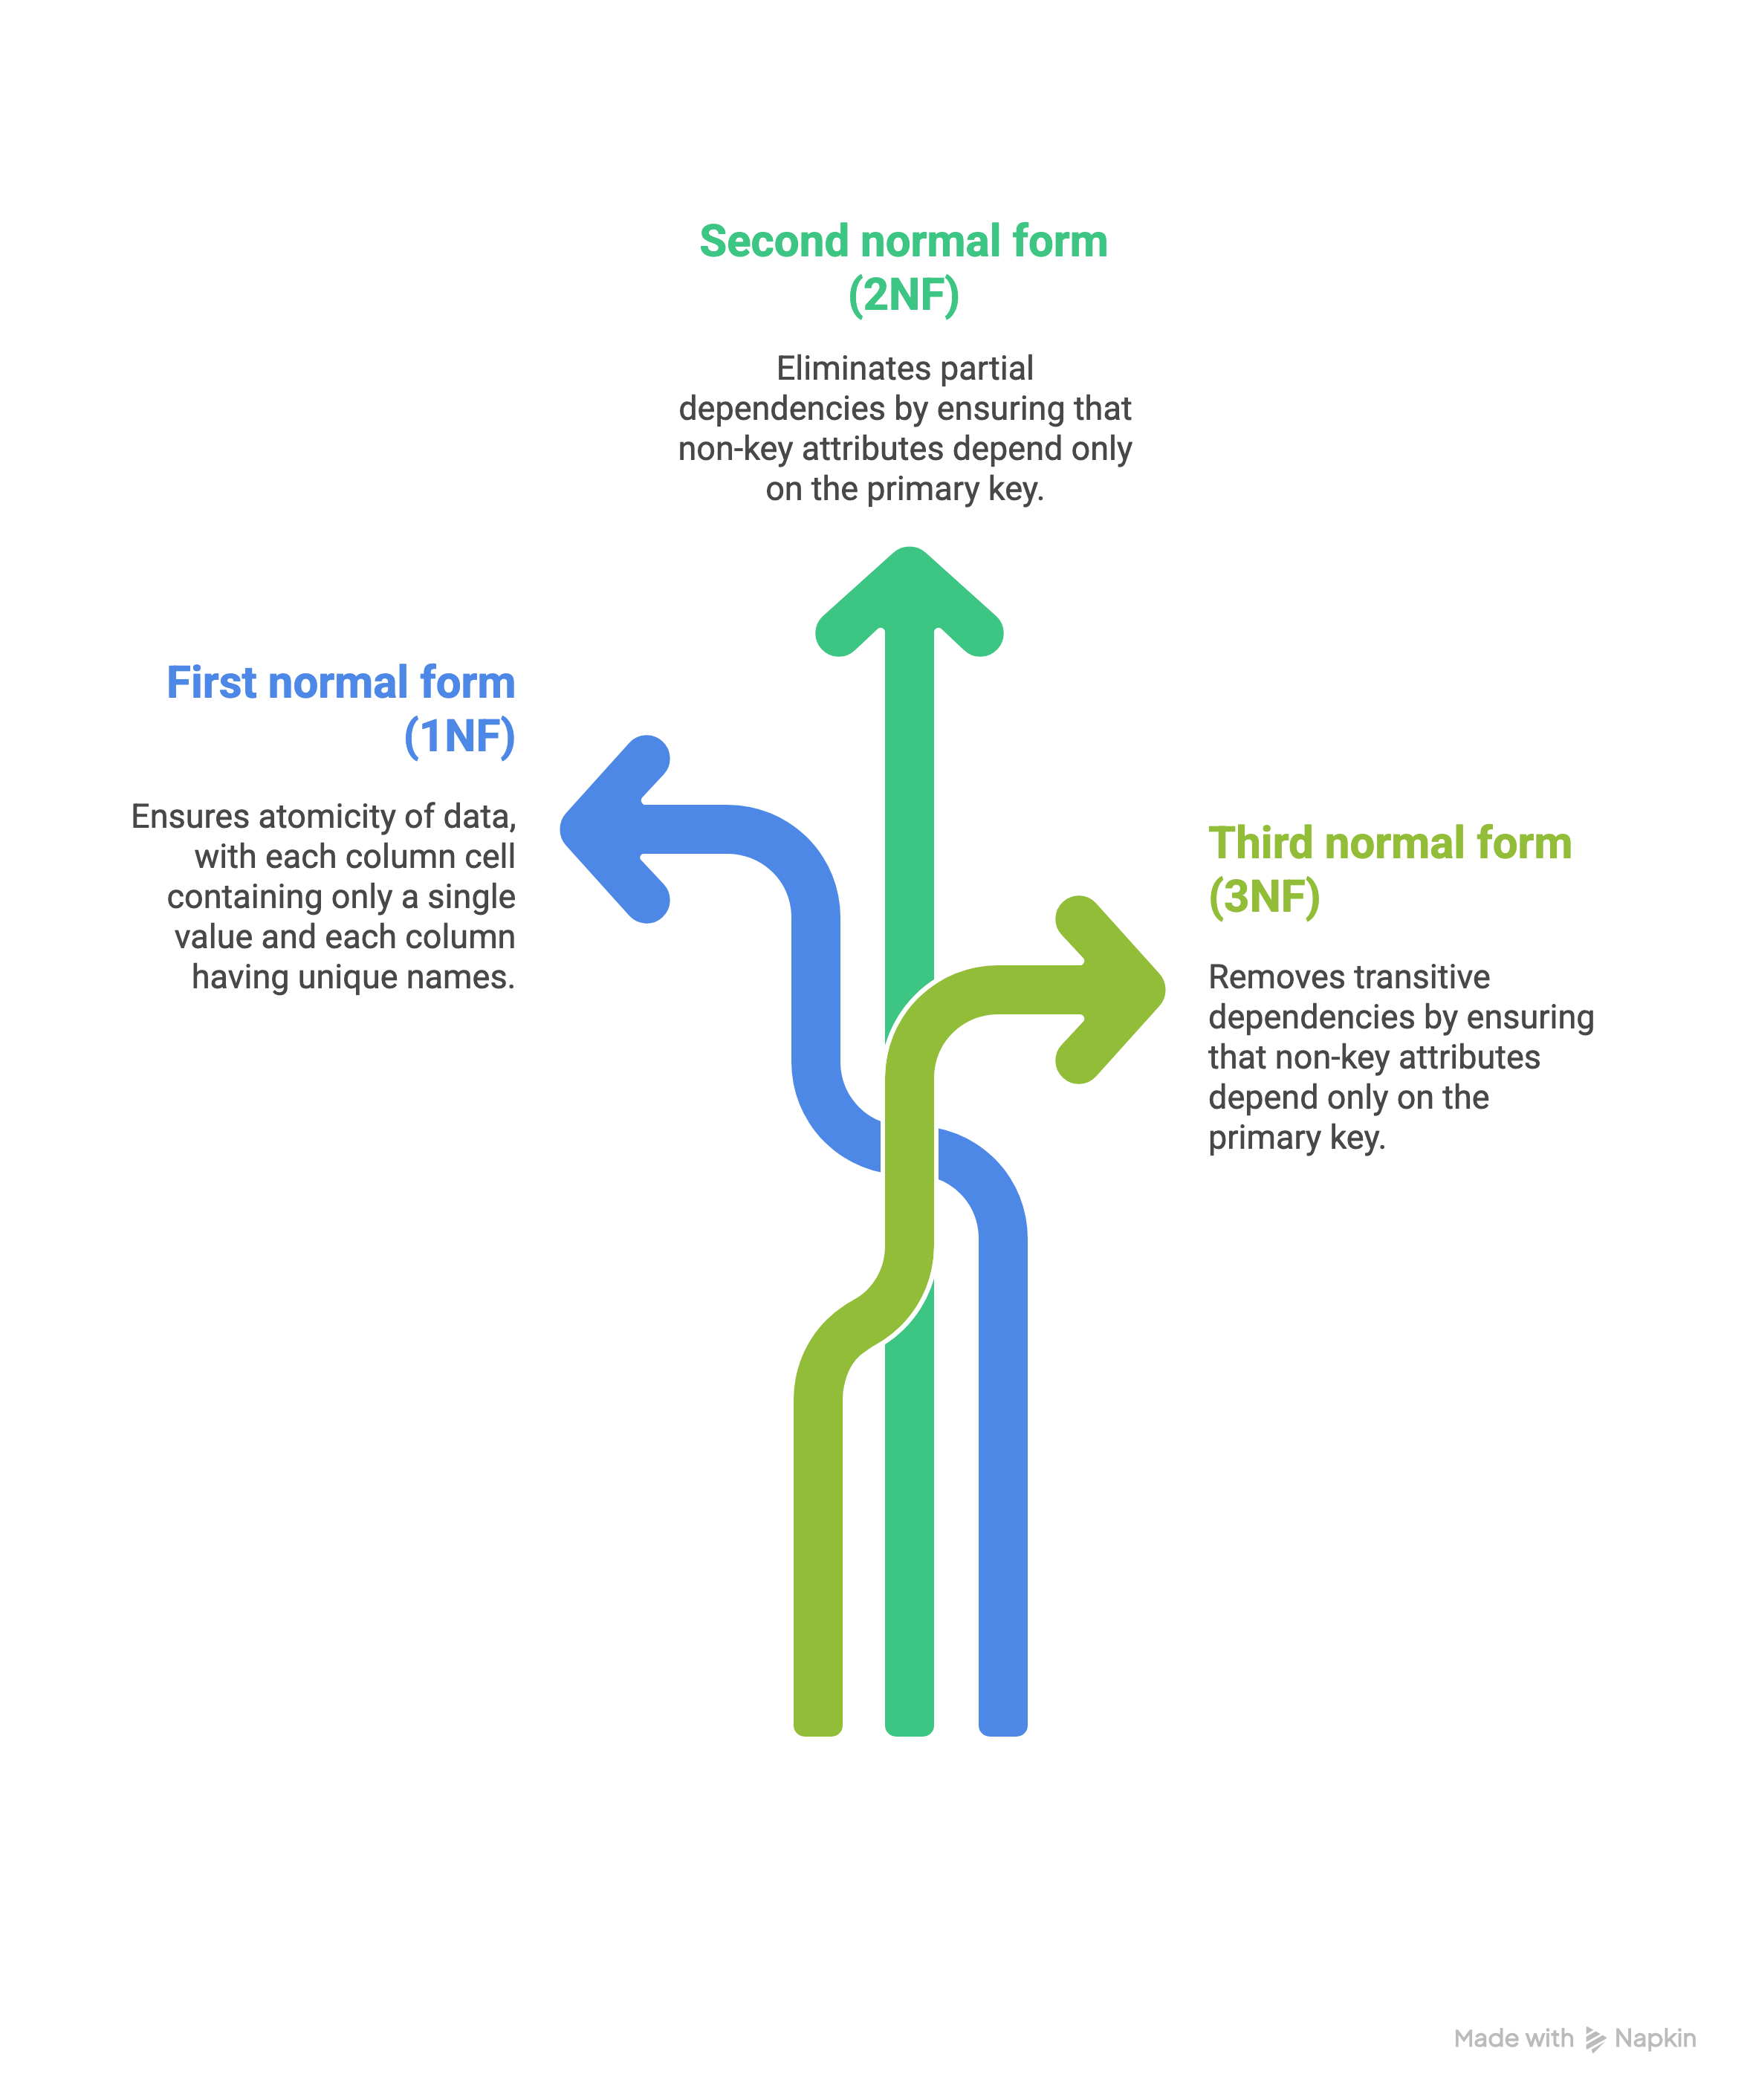 Second normal form
(2NF)
Eliminates partial
dependencies by ensuring that
non-key attributes depend only
on the primary key.
First normal form
(1NF)
Ensures atomicity of data,
with each column cell
containing only a single
value and each column
having unique names.
Third normal form
(3NF)
Removes transitive
dependencies by ensuring
that non-key attributes
depend only on the
primary key.
Made with Napkin